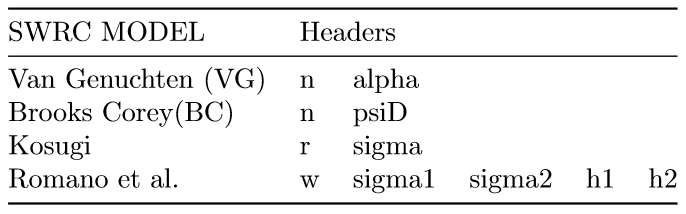 SWRC MODEL Headers
Van Genuchten (VG) n alpha
Brooks Corey(BC) n psiD
Kosugi r sigma
Romano et al. w sigma1 sigma2 h1 h2